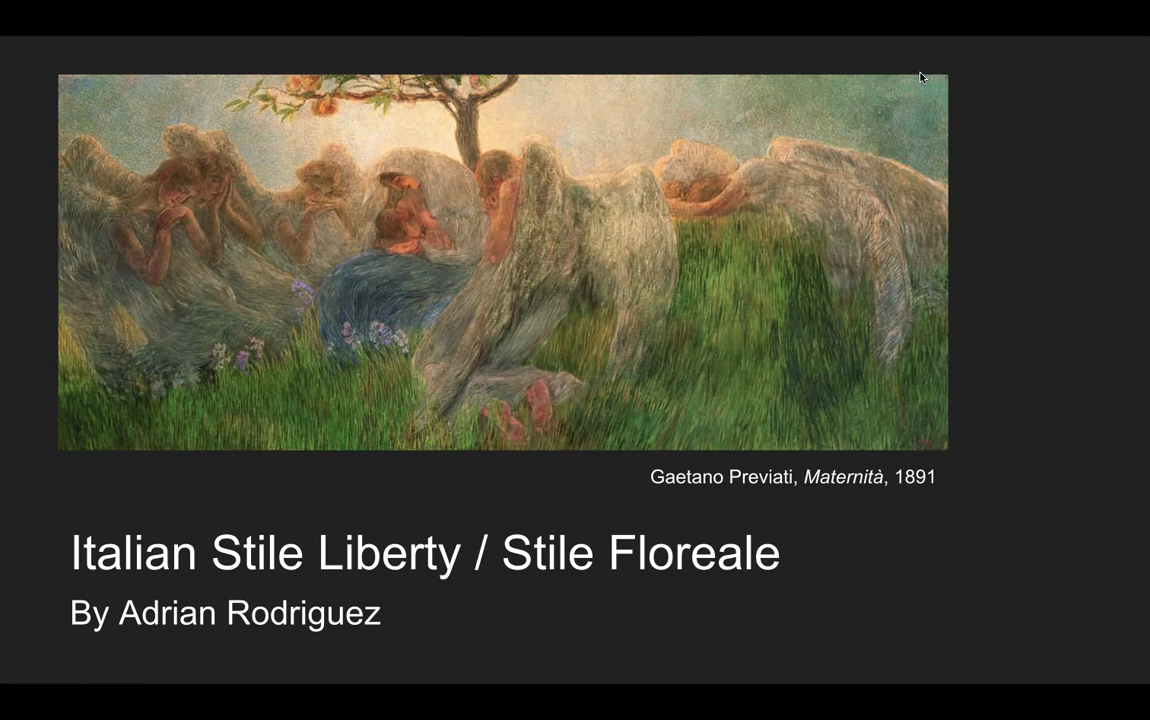 Gaetano Previati, Maternità, 1891
Italian Stile Liberty / Stile Floreale
By Adrian Rodriguez